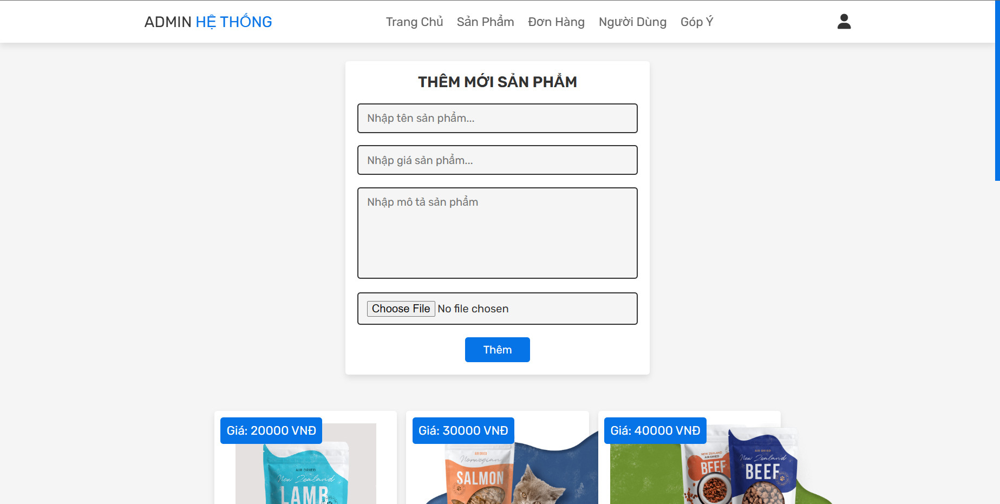 ADMIN HỆ THỐNG
Trang Chủ Sản Phẩm Đơn Hàng Người Dùng Góp Ý
THÊM MỚI SẢN PHẨM
Nhập tên sản phẩm...
Nhập giá sản phẩm...
Nhập mô tả sản phẩm
Choose File No file chosen
Thêm
Giá: 20000 VNĐ
AIR DRIED
New Zealand
LAMB
Giá: 30000 VNĐ
AIR DRIED
Norwegian
SALMON
Giá: 40000 VNĐ
NEW ZEALAND
AIR DRIED
BEEF
AIR DRIED
New Zealand
BEEF